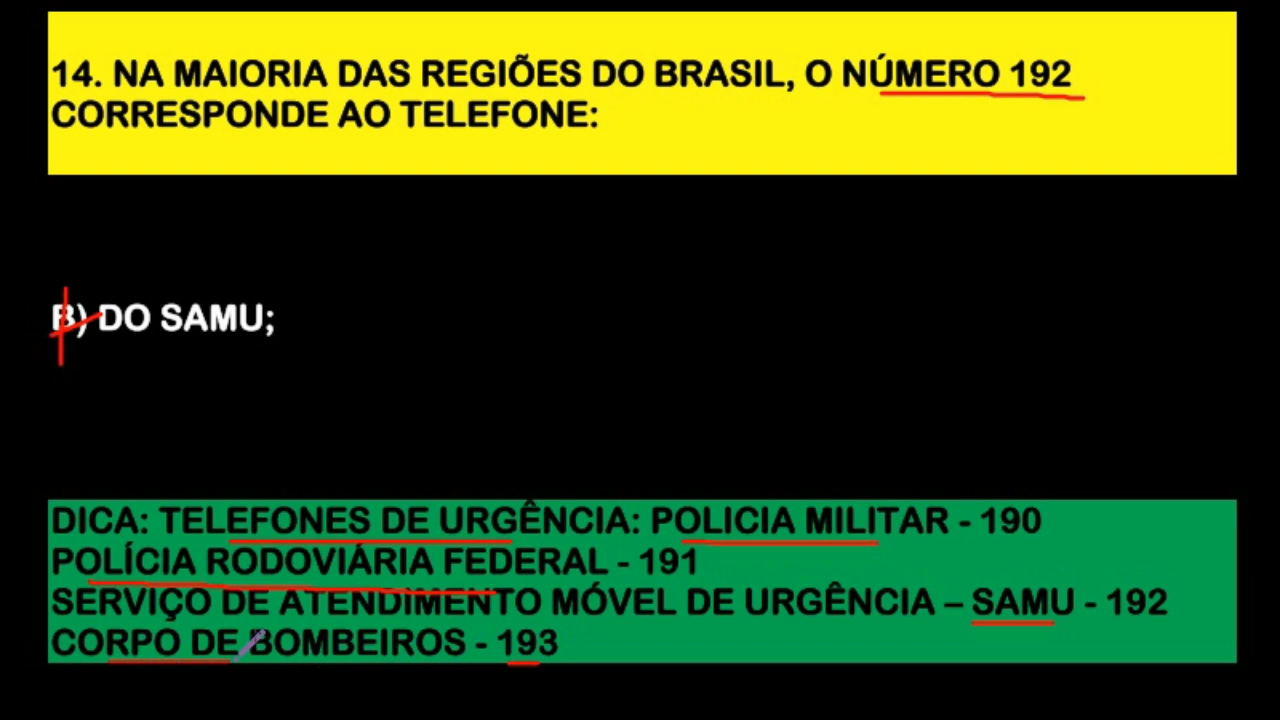 14. NA MAIORIA DAS REGIÕES DO BRASIL, O NÚMERO 192
CORRESPONDE AO TELEFONE:
B) DO SAMU;
DICA: TELEFONES DE URGÊNCIA: POLICIA MILITAR - 190
POLÍCIA RODOVIÁRIA FEDERAL - 191
SERVIÇO DE ATENDIMENTO MÓVEL DE URGÊNCIA – SAMU - 192
CORPO DE BOMBEIROS - 193